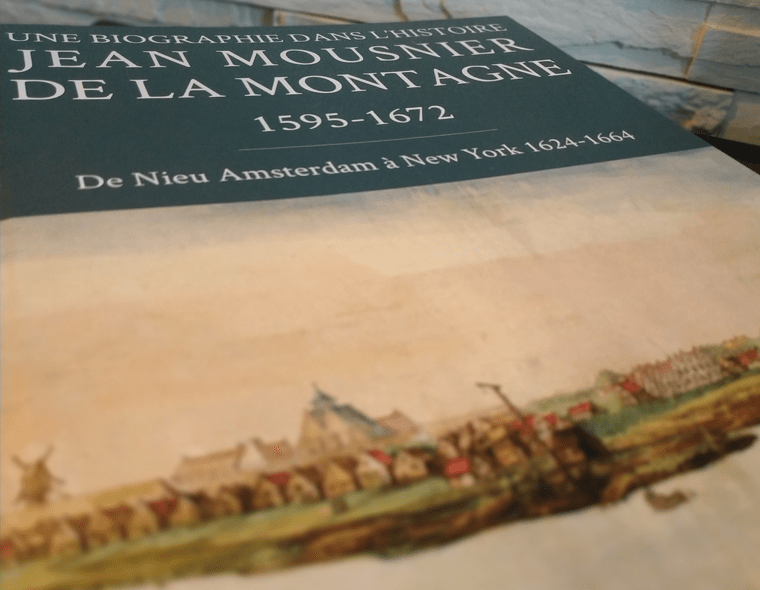 UNE BIOGRAPHIE DANS L'HISTOIRE
JEAN MOUSNIER
DE LA MONTAGNE
1595-1672
De Nieu Amsterdam à New York 1624-1664